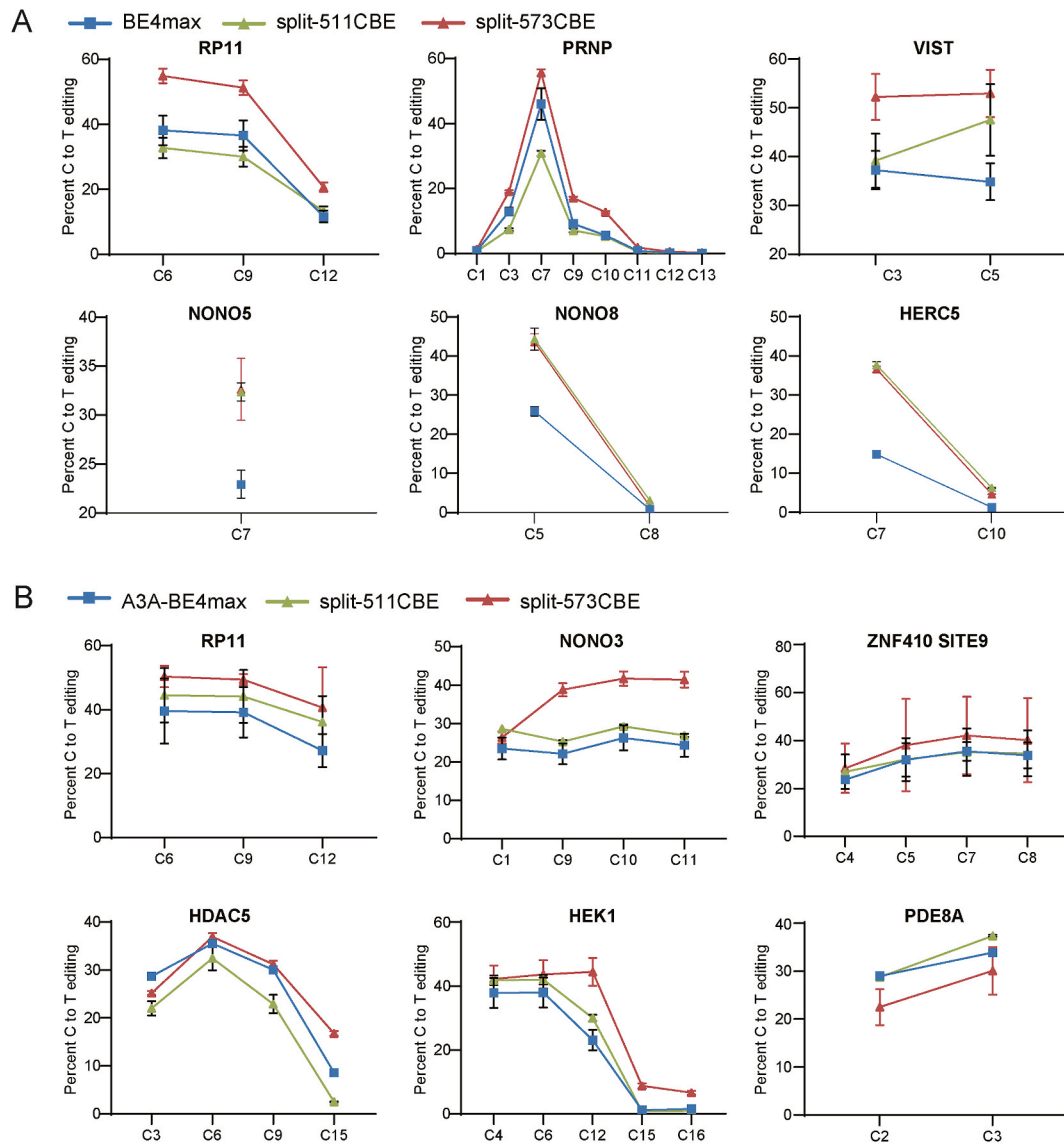 A
BE4max split-511CBE split-573CBE
RP11 PRNP VIST
Percent C to T editing
60
40
20
0
C6 C9 C12
Percent C to T editing
60
40
20
0
C1 C3 C7 C9 C10 C11 C12 C13
Percent C to T editing
60
50
40
30
20
C3 C5
NONO5 NONO8 HERC5
Percent C to T editing
40
35
30
25
20
C7
Percent C to T editing
50
40
30
20
10
0
C5 C8
Percent C to T editing
50
40
30
20
10
0
C7 C10
B
A3A-BE4max split-511CBE split-573CBE
RP11 NONO3 ZNF410 SITE9
Percent C to T editing
60
40
20
0
C6 C9 C12
Percent C to T editing
50
40
30
20
10
0
C1 C9 C10 C11
Percent C to T editing
80
60
40
20
0
C4 C5 C7 C8
HDAC5 HEK1 PDE8A
Percent C to T editing
40
30
20
10
0
C3 C6 C9 C15
Percent C to T editing
60
40
20
0
C4 C6 C12 C15 C16
Percent C to T editing
40
30
20
10
0
C2 C3